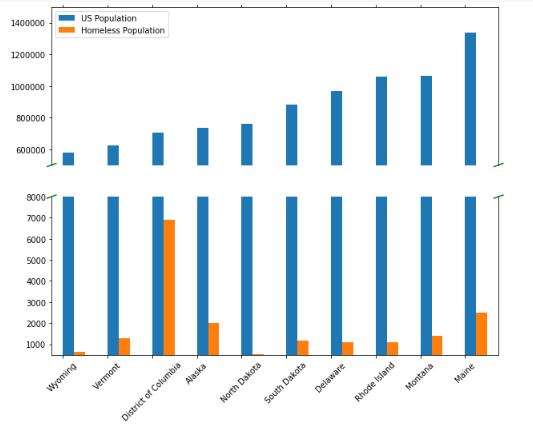 US Population
Homeless Population
1400000
1200000
1000000
800000
600000
8000
7000
6000
5000
4000
3000
2000
1000
Wyoming
Vermont
District of Columbia
Alaska
North Dakota
South Dakota
Delaware
Rhode Island
Montana
Maine